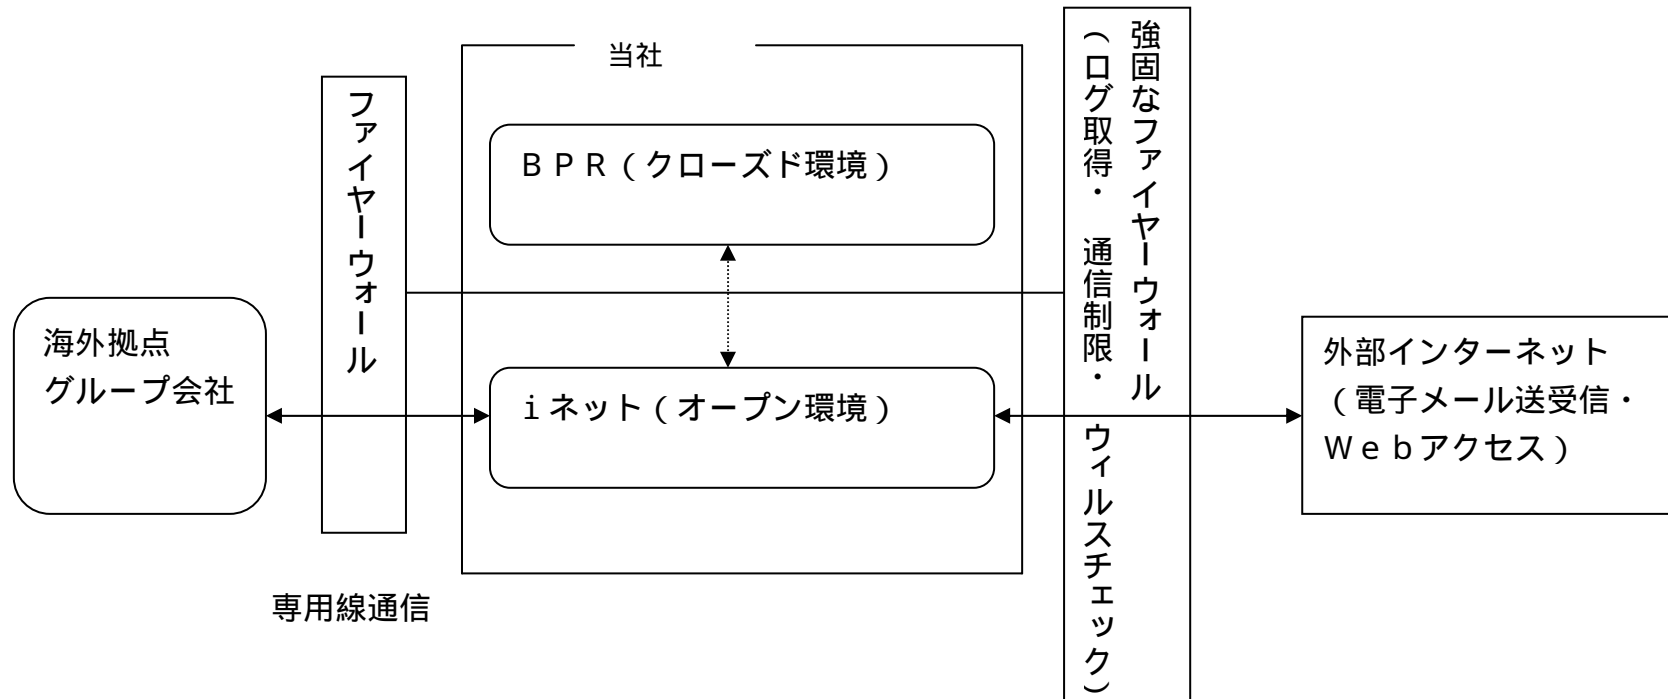 当社
ファイヤーウォール
BPR(クローズド環境)
強固なファイヤーウォール
(ログ取得・ 通信制限・ ウィルスチェック)
海外拠点
グループ会社
iネット(オープン環境)
外部インターネット
(電子メール送受信・
Webアクセス)
専用線通信